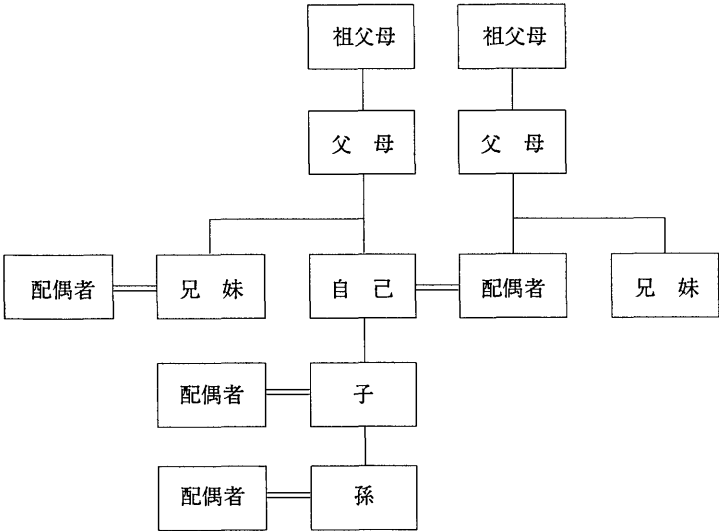 祖父母 祖父母
父 母 父 母
配偶者 兄 妹 自 己 配偶者 兄 妹
配偶者 子
配偶者 孫